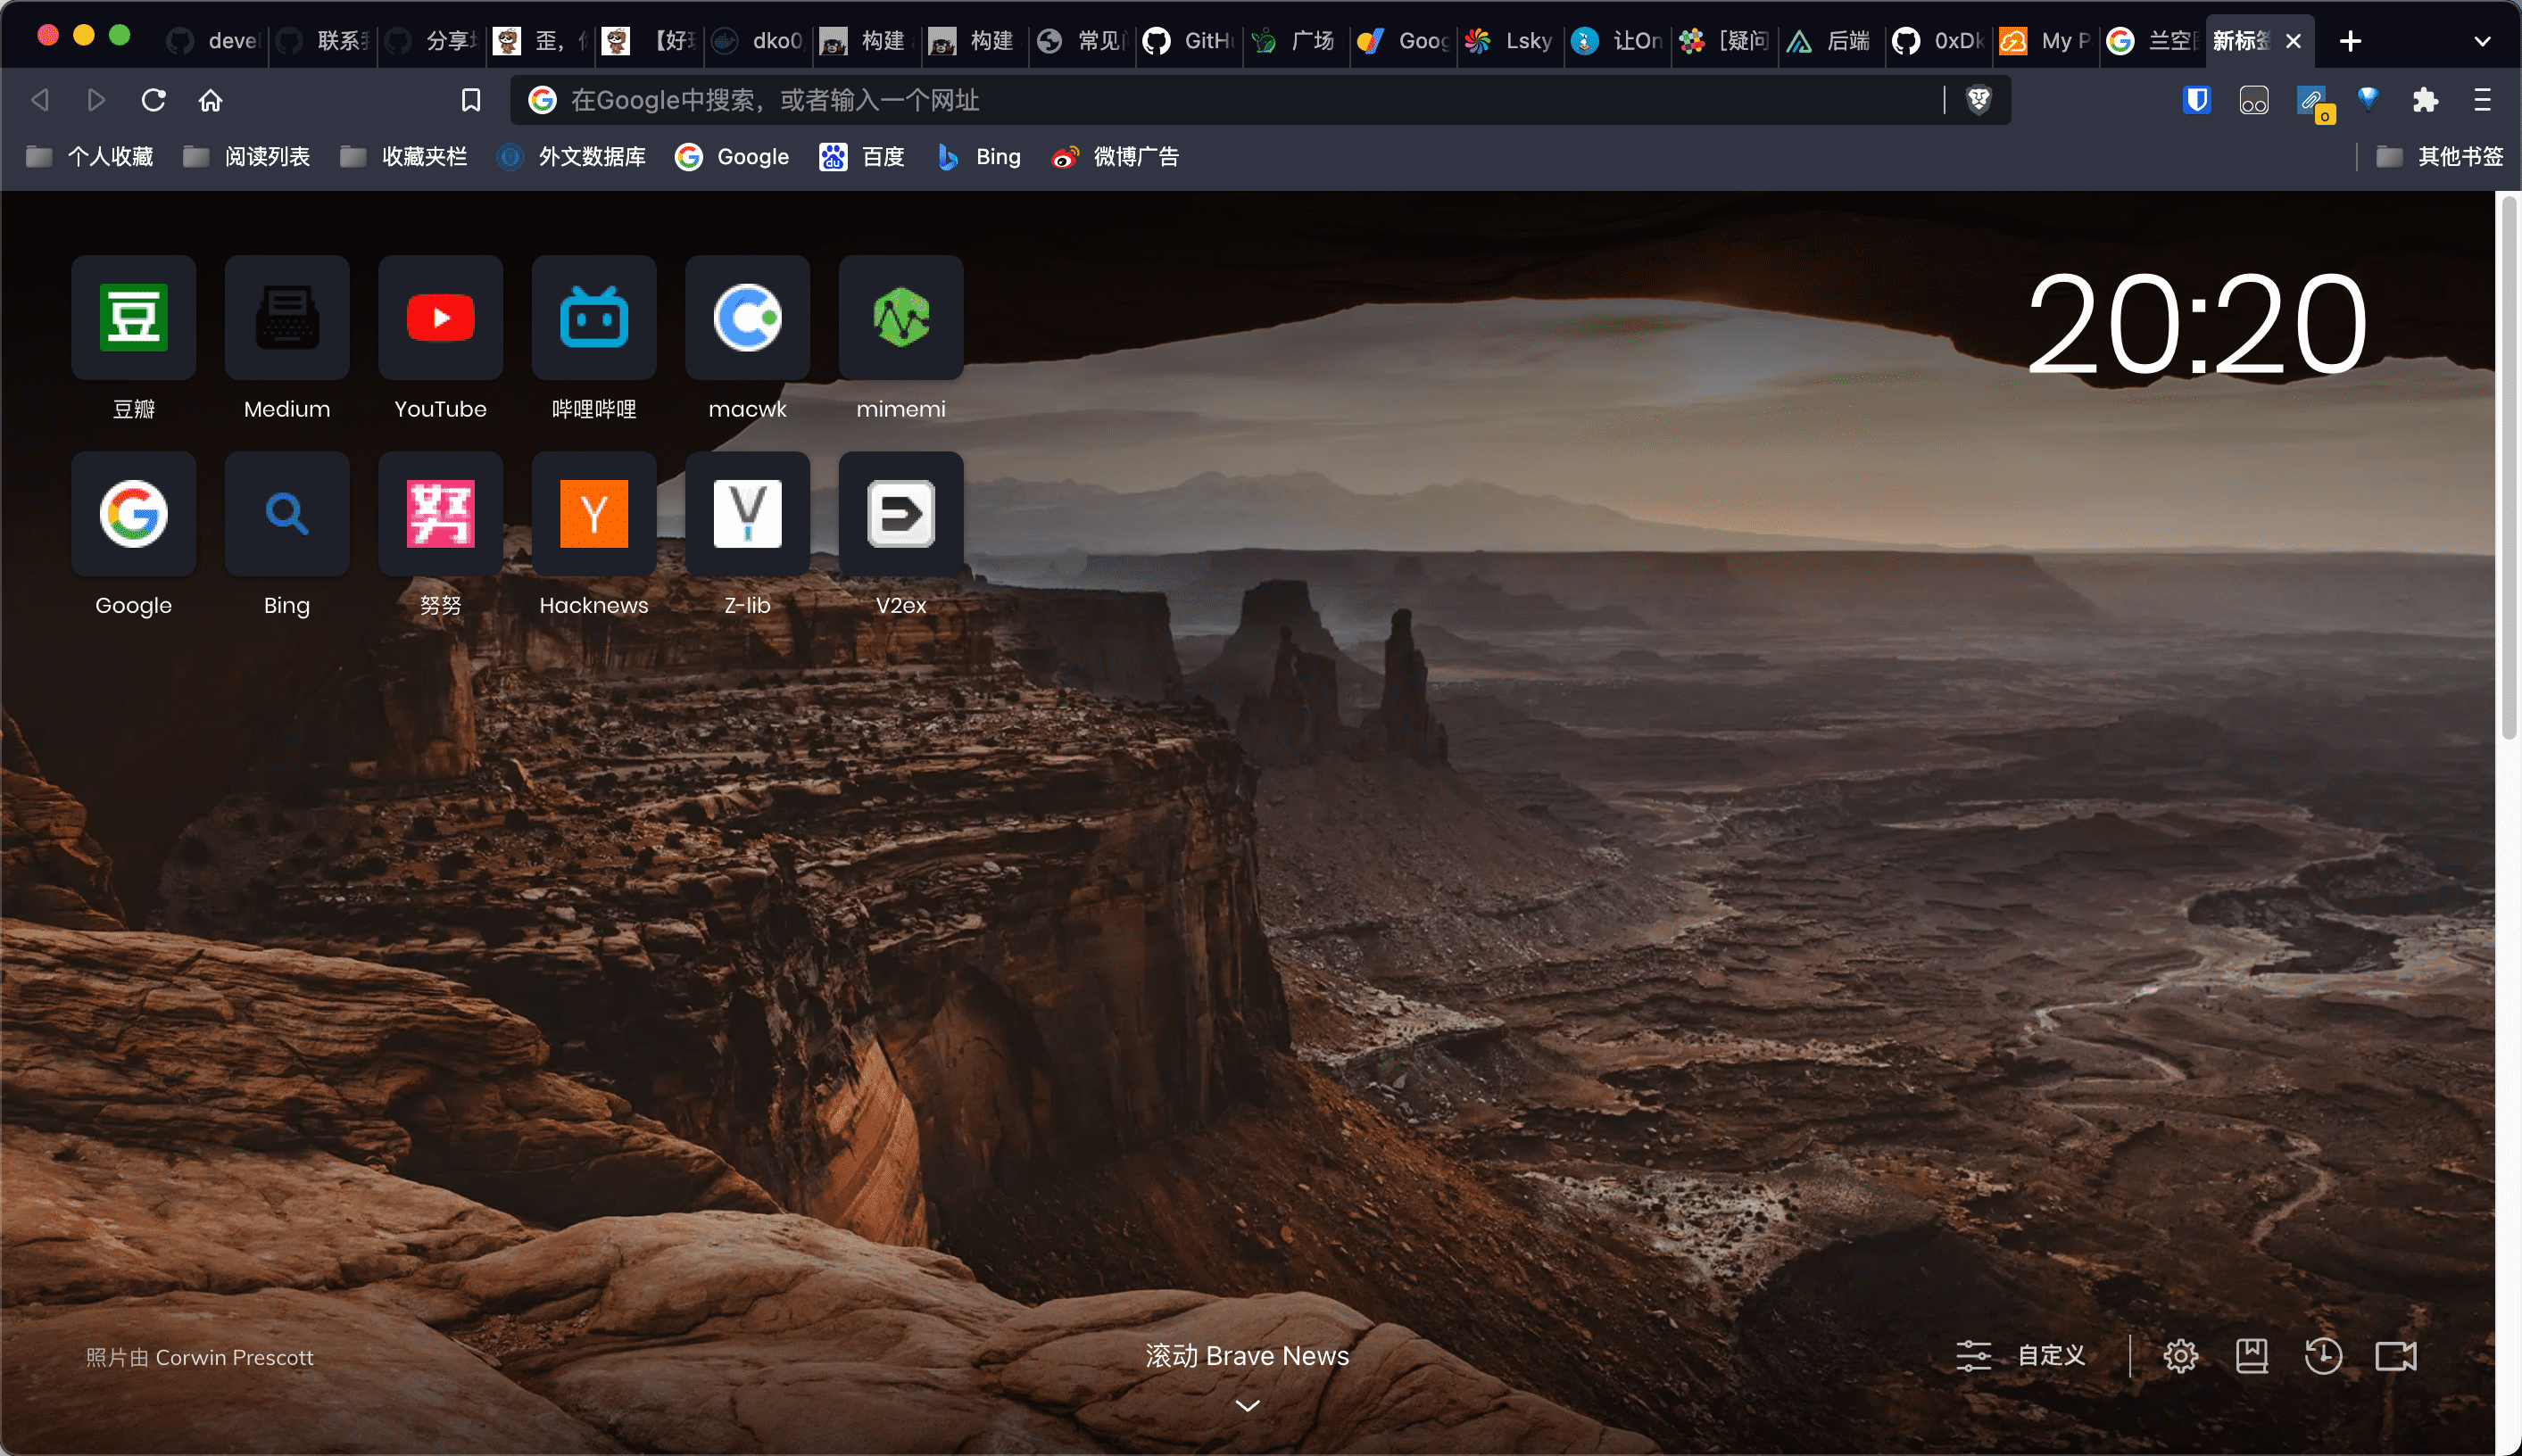 deve 联系 分享 歪， 【好 dko0 构建 构建 常见 GitH 广场 Goog Lsky 让On [疑问 后端 0xDk My P 兰空 新标签
在Google中搜索，或者输入一个网址
0
个人收藏 阅读列表 收藏夹栏 外文数据库 Google 百度 Bing 微博广告 其他书签
20:20
豆瓣 Medium YouTube 哔哩哔哩 macwk mimemi
Google Bing 努努 Hacknews Z-lib V2ex
照片由 Corwin Prescott
滚动 Brave News
自定义